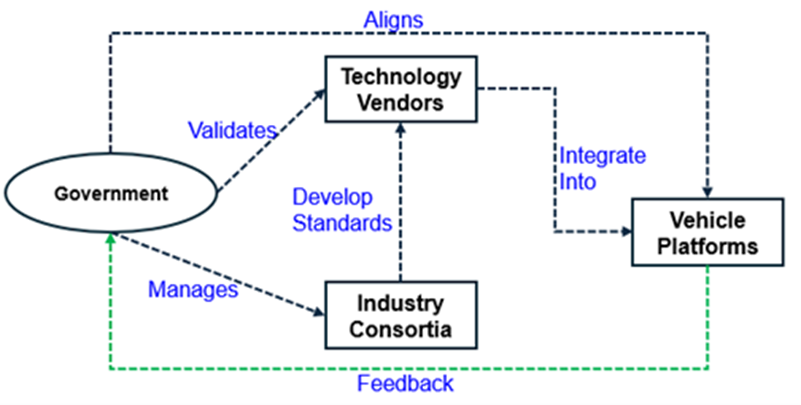 Aligns
Technology
Vendors
Validates
Integrate
Into
Government
Develop
Standards
Vehicle
Platforms
Manages
Industry
Consortia
Feedback